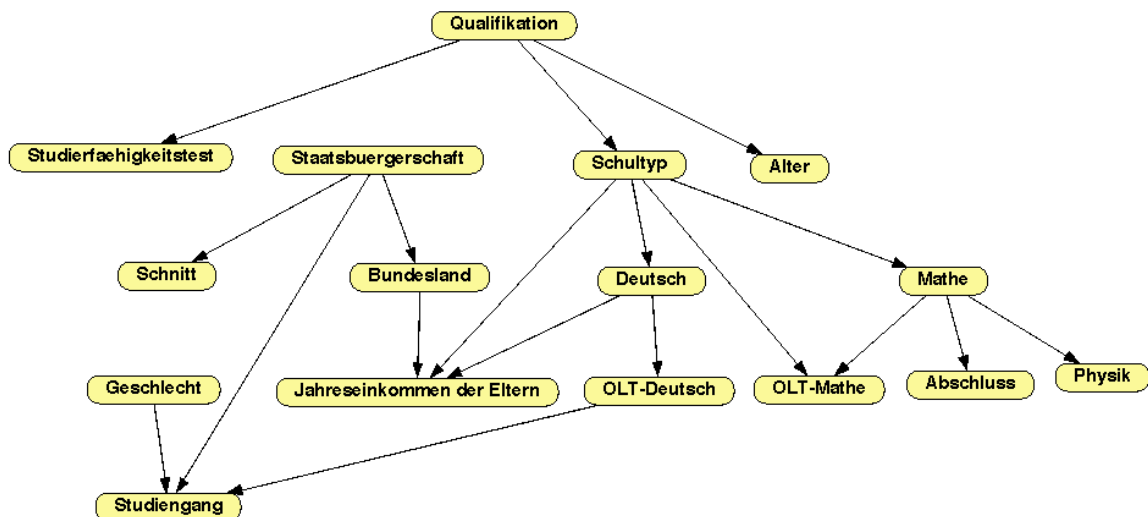 Qualifikation
Studierfaehigkeitstest
Staatsbuergerschaft
Schultyp
Alter
Schnitt
Bundesland
Deutsch
Mathe
Geschlecht
Jahreseinkommen der Eltern
OLT-Deutsch
OLT-Mathe
Abschluss
Physik
Studiengang